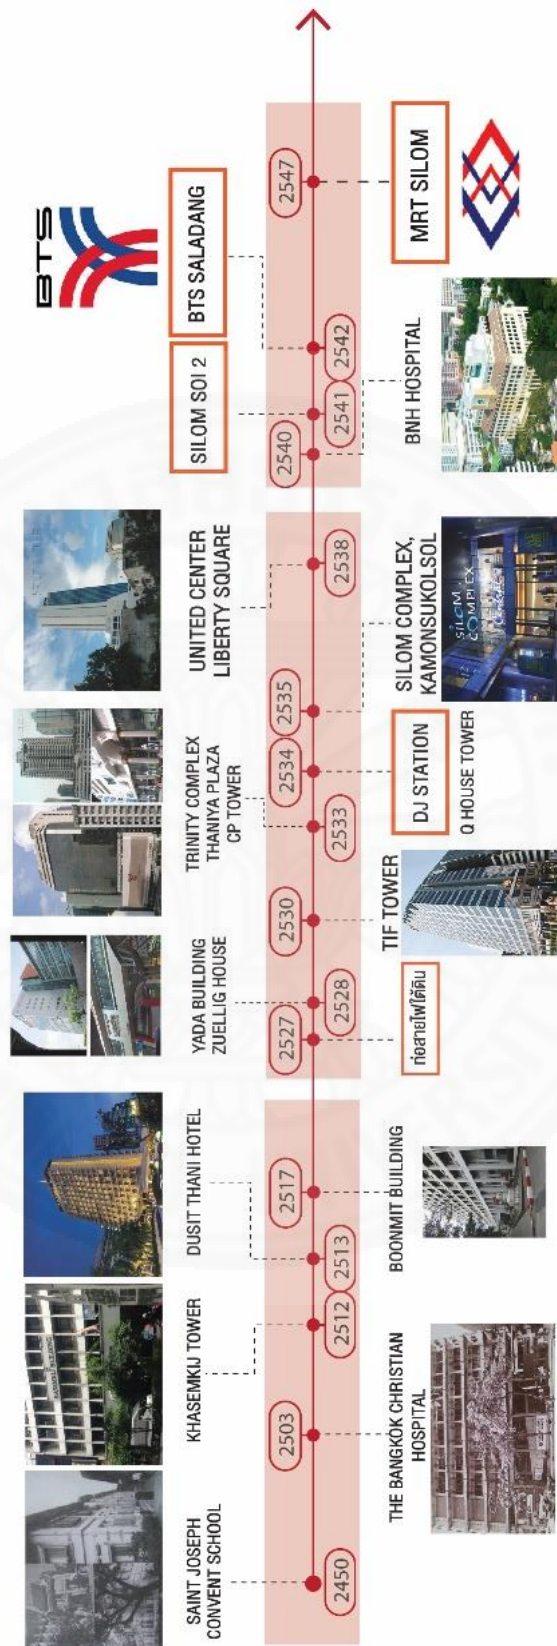 BTS
SAINT JOSEPH
CONVENT SCHOOL
KHASEMKIJ TOWER
DUSIT THANI HOTEL
YADA BUILDING
ZUELLIG HOUSE
TRINITY COMPLEX
THANIYA PLAZA
CP TOWER
UNITED CENTER
LIBERTY SQUARE
SILOM SOI 2
BTS SALADANG
2450
2503
2512
2513
2517
2527
2528
2530
2533
2534
2535
2538
2540
2541
2542
2547
THE BANGKOK CHRISTIAN
HOSPITAL
BOONMIT BUILDING
ท่อสายไฟใต้ดิน
TIF TOWER
DJ STATION
Q HOUSE TOWER
SILOM COMPLEX,
KAMONSUKOLSOL
SILOM
COMPLEX
BNH HOSPITAL
MRT SILOM